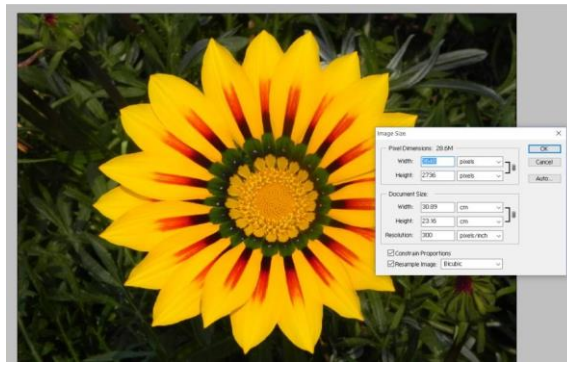 Image Size
Pixel Dimensions: 28.6M
Width: pixels
Height: 2736 pixels
Document Size:
Width: 30.89 cm
Height: 23.16 cm
Resolution: 300 pixels/inch
Constrain Proportions
Resample Image: Bicubic
OK
Cancel
Auto...